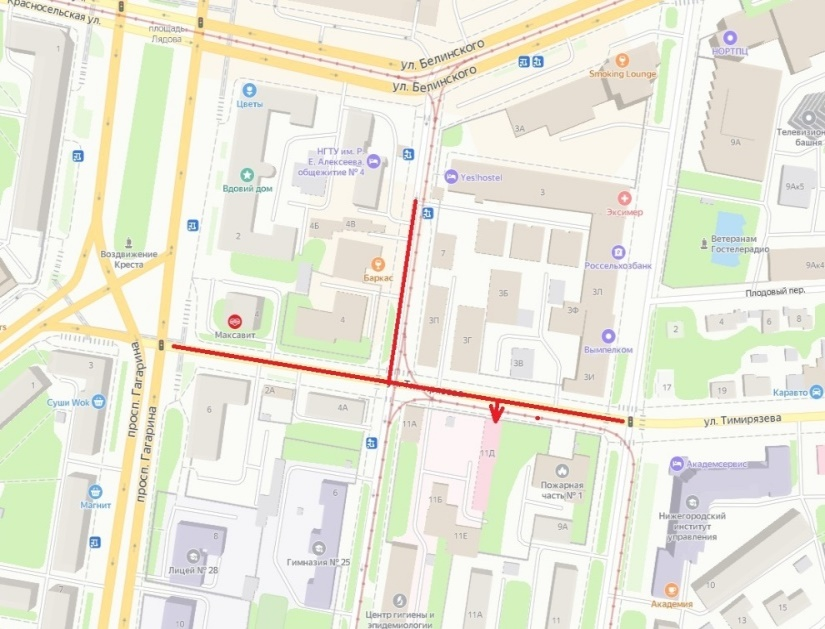 Красносельская ул.
площадь
Лядова
1
ул. Белинского
ул. Белинского
НОРТПЦ
Smoking Lounge
Цветы
3А
9А
Телевизион
башня
НГТУ им. Р.
Е. Алексеева
общежитие № 4
Yes!hostel
Вдовий дом
3
Эксимер
9Ак5
2
4Б
4В
Воздвижение
Креста
7
Ветеранам
Гостелерадио
Россельхозбанк
Баркас
9Ак4
3Б
3Л
Плодовый пер.
3П
3Ф
4
Максавит
2
4
6
8
3Г
Вымпелком
просп. Гагарина
3
1
3В
3И
17
Каравто
Суши Wok
2А
4А
6
11А
ул. Тимирязева
просп. Гагарина
11Д
Академсервис
Магнит
Пожарная
часть № 1
6
11Б
Нижегородский
институт
управления
8
11Е
9А
Лицей № 28
Гимназия № 25
7
10
Академия
15
Центр гигиены и
эпидемиологии
10
11А
11
13